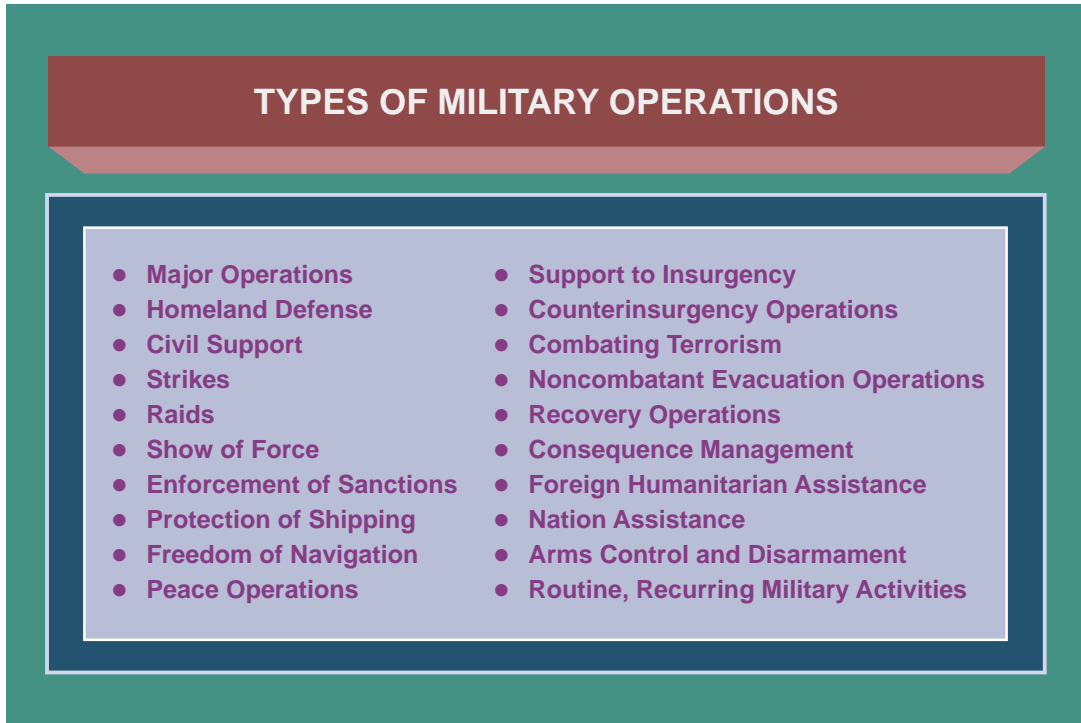 TYPES OF MILITARY OPERATIONS
● Major Operations
● Homeland Defense
● Civil Support
● Strikes
● Raids
● Show of Force
● Enforcement of Sanctions
● Protection of Shipping
● Freedom of Navigation
● Peace Operations
● Support to Insurgency
● Counterinsurgency Operations
● Combating Terrorism
● Noncombatant Evacuation Operations
● Recovery Operations
● Consequence Management
● Foreign Humanitarian Assistance
● Nation Assistance
● Arms Control and Disarmament
● Routine, Recurring Military Activities